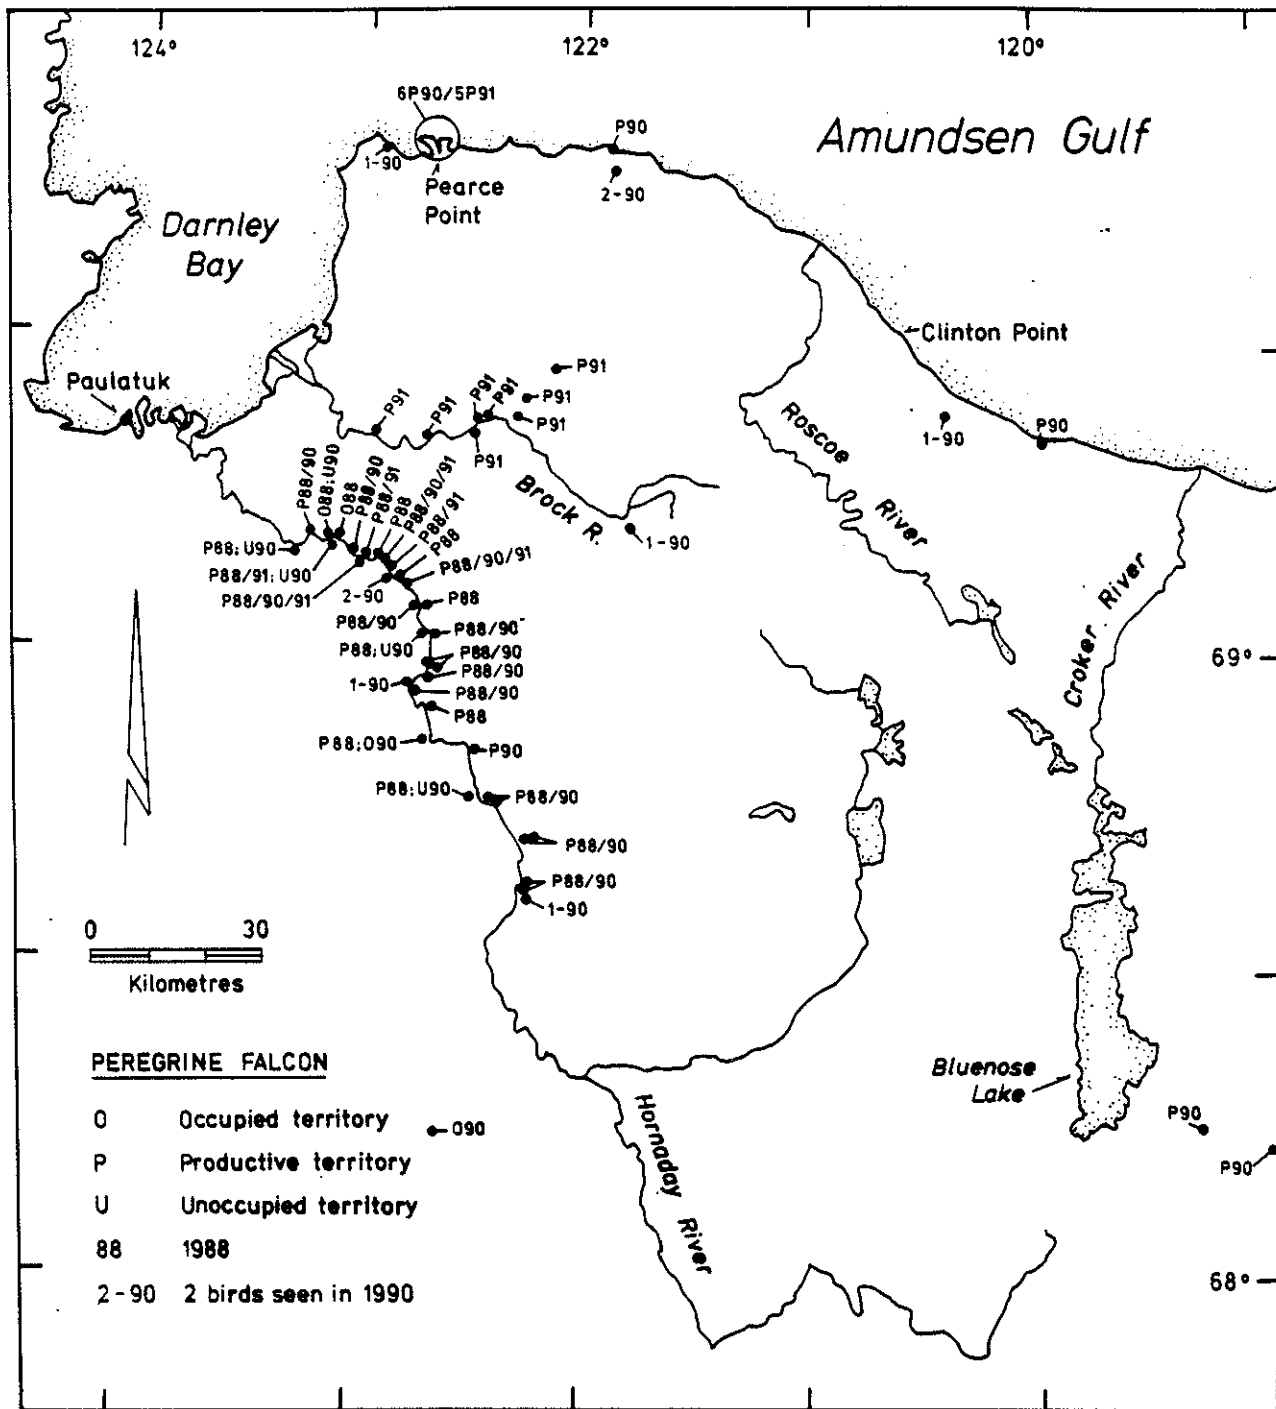 124°
122°
120°
6P90/5P91
P90
Amundsen Gulf
1-90
Pearce
Point
2-90
Darnley
Bay
Clinton Point
P91
Paulatuk
P91
P91
P91
P91
P91
P91
P91
1-90
P90
Roscoe
River
Brock R.
1-90
P88/90
O88;U90
O88
P88/90
P88/91
P88
P88/90/91
P88/91
P88
P88;U90
P88/91;U90
P88/90/91
2-90
P88/90/91
P88/90
P88
P88;U90
P88/90
P88/90
P88/90
1-90
P88/90
P88
P88;O90
P90
P88;U90
P88/90
P88/90
P88/90
1-90
69°
Croker River
0 30
Kilometres
PEREGRINE FALCON
O Occupied territory
P Productive territory
U Unoccupied territory
88 1988
2-90 2 birds seen in 1990
O90
Hornaday
River
Bluenose
Lake
P90
P90
68°